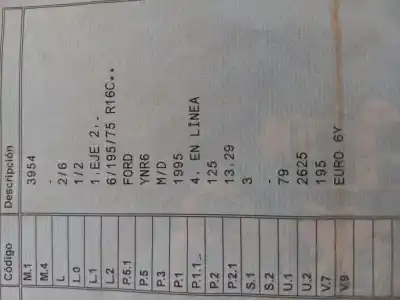 Código Descripción
M.1 3954
M.4 -
L 2/6
L.0 1/2
L.1 1.EJE 2,-
L.2 6/195/75 R16C**
P.5.1 FORD
P.5 YNR6
P.3 M/D
P.1 1995
P.1.1_ 4, EN LÍNEA
P.2 125
P.2.1 13.29
S.1 3
S.2 -
U.1 79
U.2 2625
V.7 195
V.9 EURO 6Y